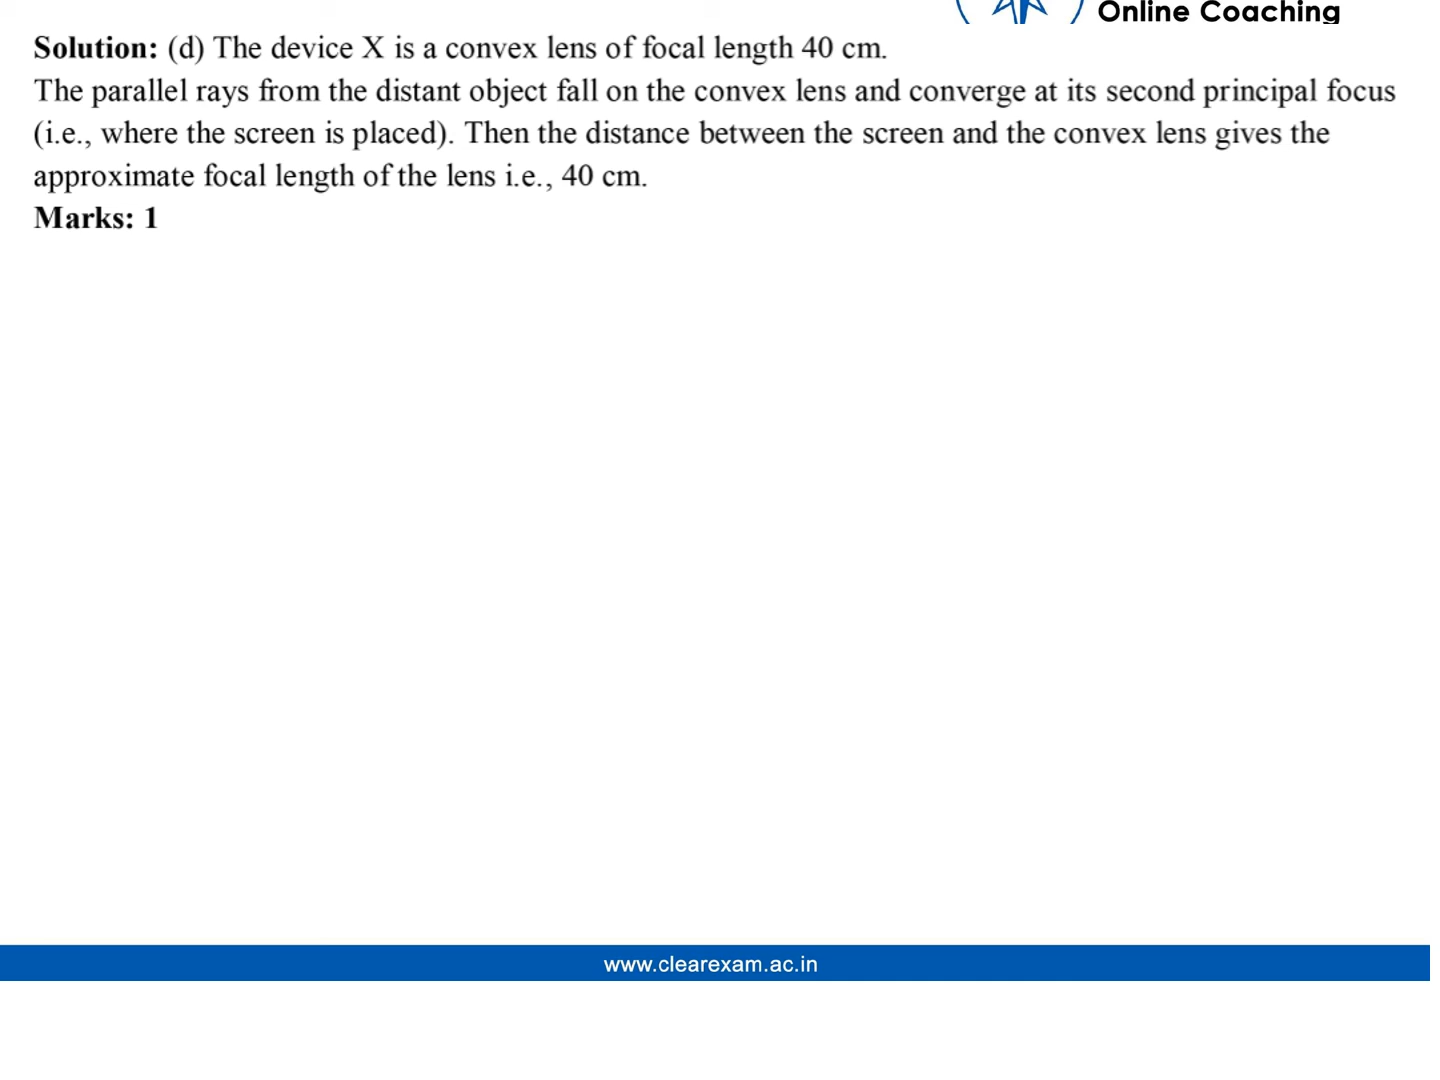 Online Coaching
Solution: (d) The device X is a convex lens of focal length 40 cm.
The parallel rays from the distant object fall on the convex lens and converge at its second principal focus
(i.e., where the screen is placed). Then the distance between the screen and the convex lens gives the
approximate focal length of the lens i.e., 40 cm.
Marks: 1
www.clearexam.ac.in